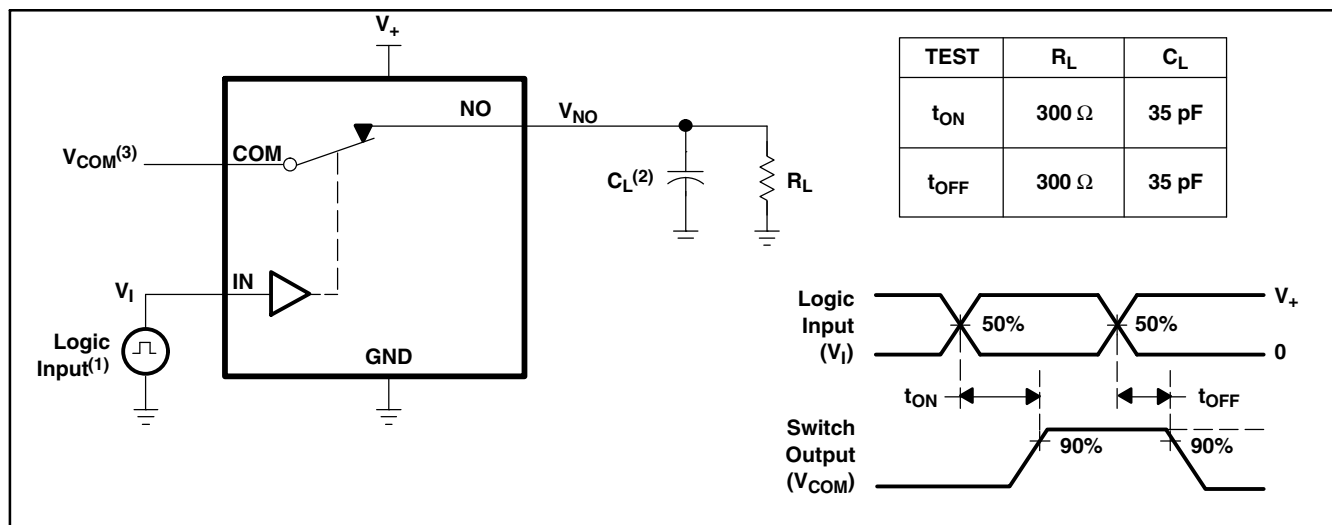 V+
NO
VNO
VCOM(3)
COM
CL(2)
RL
VI
IN
Logic
Input(1)
GND
TEST RL CL
tON 300 Ω 35 pF
tOFF 300 Ω 35 pF
Logic
Input
(VI)
50%
50%
V+
0
tON
tOFF
Switch
Output
(VCOM)
90%
90%